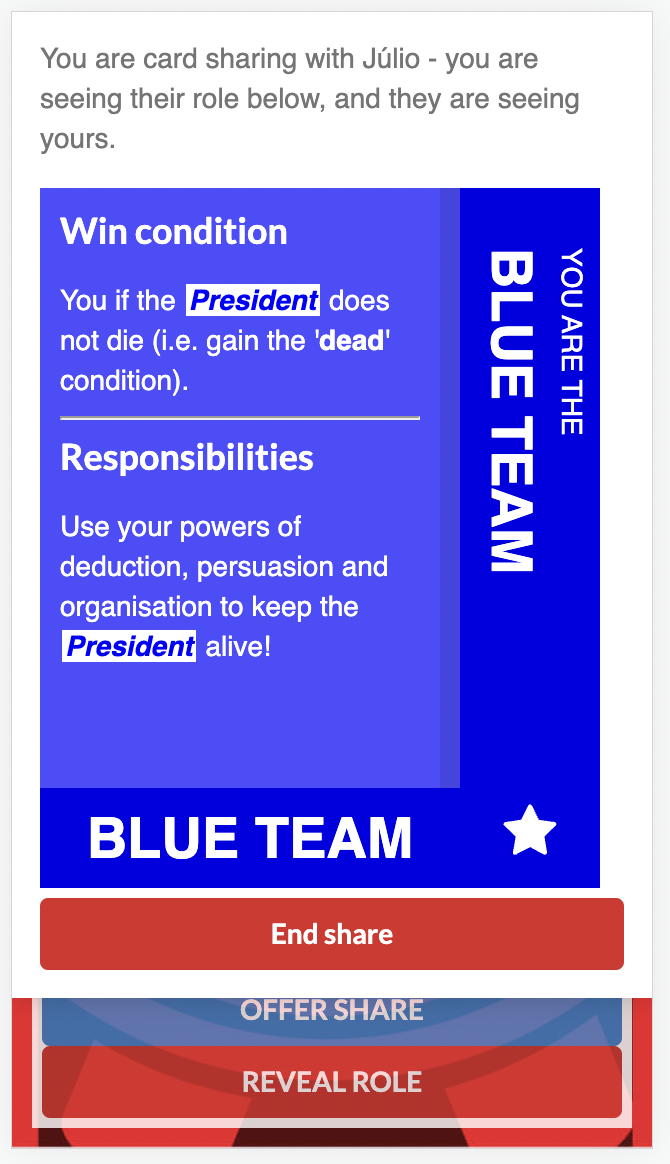 You are card sharing with Júlio - you are
seeing their role below, and they are seeing
yours.
Win condition
You if the President does
not die (i.e. gain the 'dead'
condition).
Responsibilities
Use your powers of
deduction, persuasion and
organisation to keep the
President alive!
YOU ARE THE
BLUE TEAM
BLUE TEAM
End share
OFFER SHARE
REVEAL ROLE